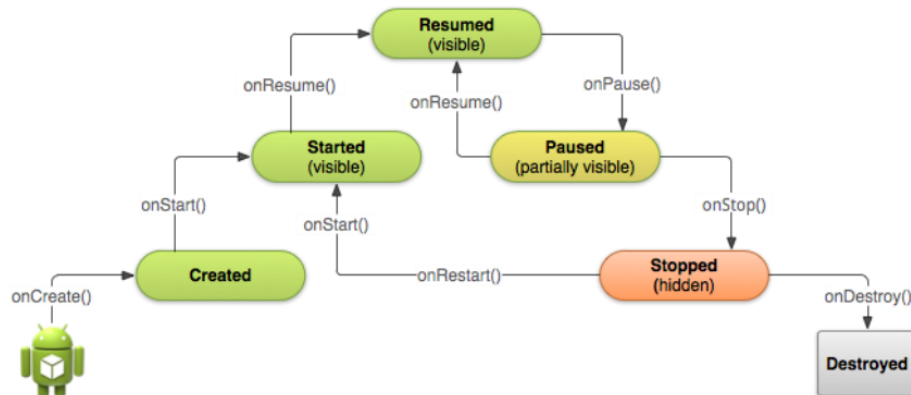 Resumed
(visible)
onResume()
onResume()
onPause()
Started
(visible)
Paused
(partially visible)
onStart()
onStart()
onStop()
Created
onRestart()
Stopped
(hidden)
onCreate()
onDestroy()
Destroyed